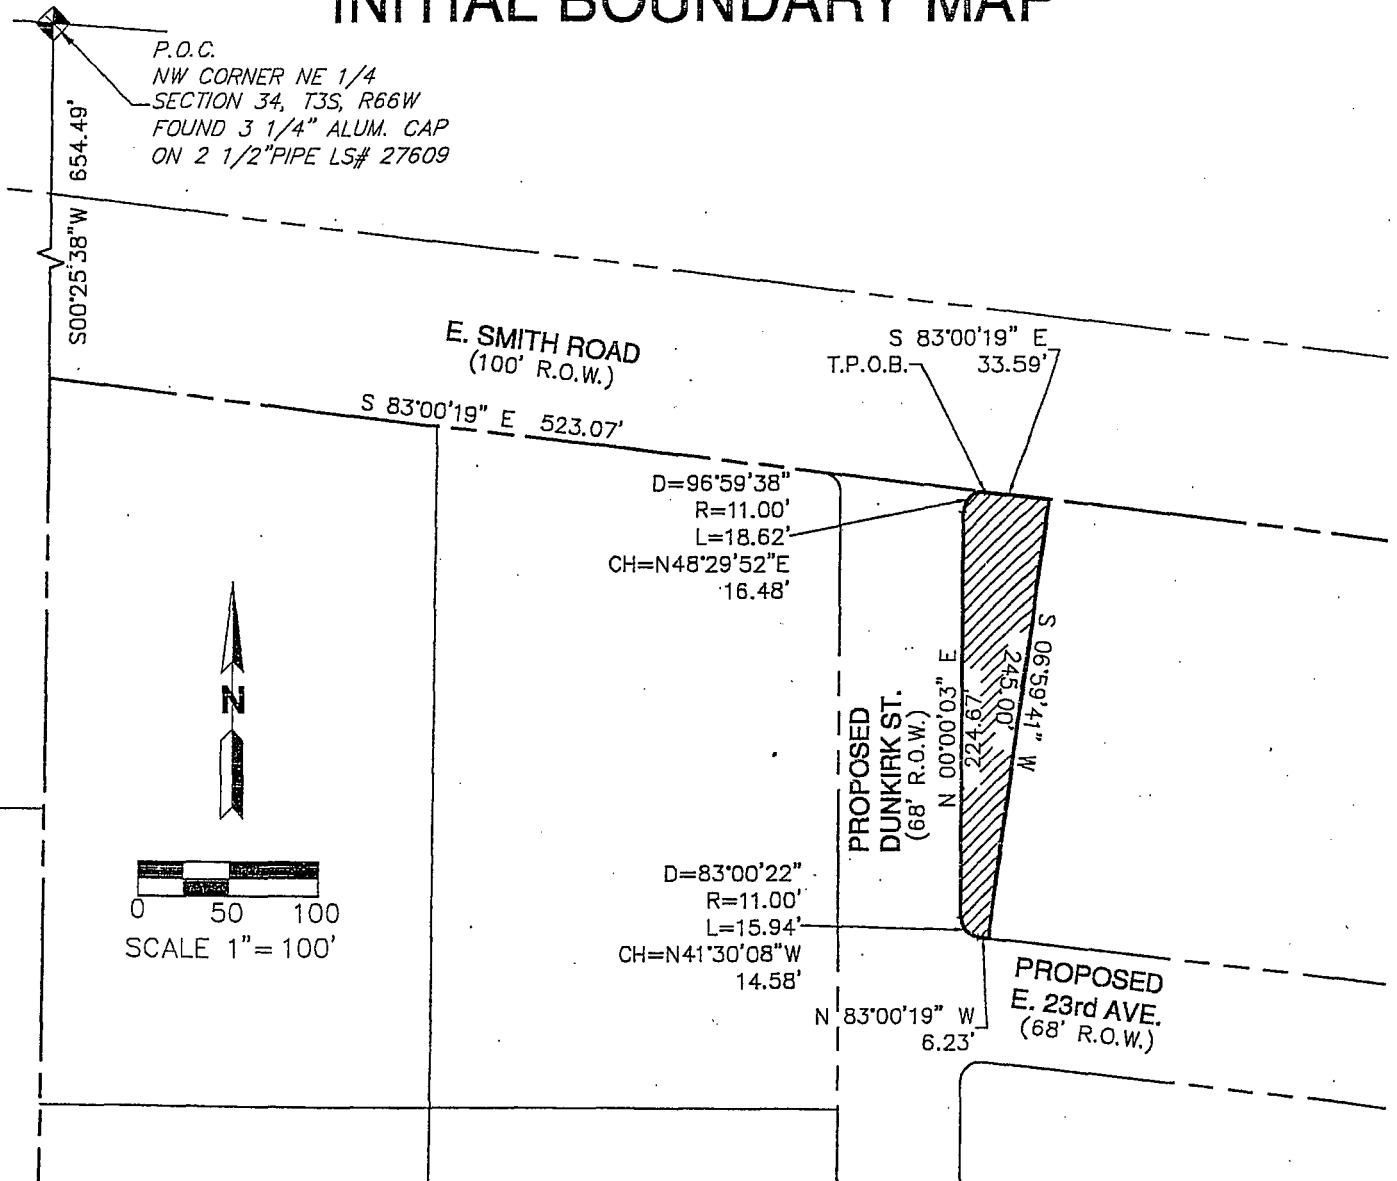 INITIAL BOUNDARY MAP
P.O.C.
NW CORNER NE 1/4
SECTION 34, T3S, R66W
FOUND 3 1/4" ALUM. CAP
ON 2 1/2"PIPE LS# 27609
S00°25'38"W 654.49'
E. SMITH ROAD
(100' R.O.W.)
S 83°00'19" E 523.07'
S 83°00'19" E
33.59'
T.P.O.B.
D=96°59'38"
R=11.00'
L=18.62'
CH=N48°29'52"E
16.48'
N
0 50 100
SCALE 1"= 100'
PROPOSED
DUNKIRK ST.
(68' R.O.W.)
N 00°00'03" E
224.67'
S 06°59'41" W
245.00'
D=83°00'22"
R=11.00'
L=15.94'
CH=N41°30'08"W
14.58'
N 83°00'19" W
6.23'
PROPOSED
E. 23rd AVE.
(68' R.O.W.)